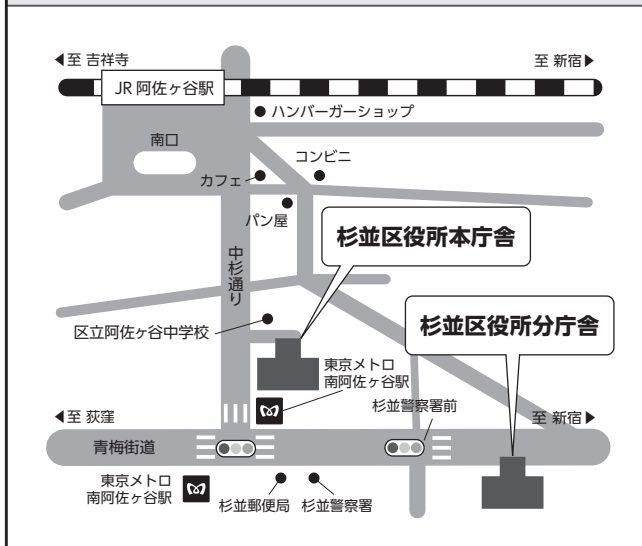 ◀至 吉祥寺
至 新宿▶
JR 阿佐ヶ谷駅
ハンバーガーショップ
南口
コンビニ
カフェ
パン屋
杉並区役所本庁舎
中杉通り
杉並区役所分庁舎
区立阿佐ヶ谷中学校
東京メトロ
南阿佐ヶ谷駅
杉並警察署前
◀至 荻窪
至 新宿▶
青梅街道
東京メトロ
南阿佐ヶ谷駅
杉並郵便局
杉並警察署